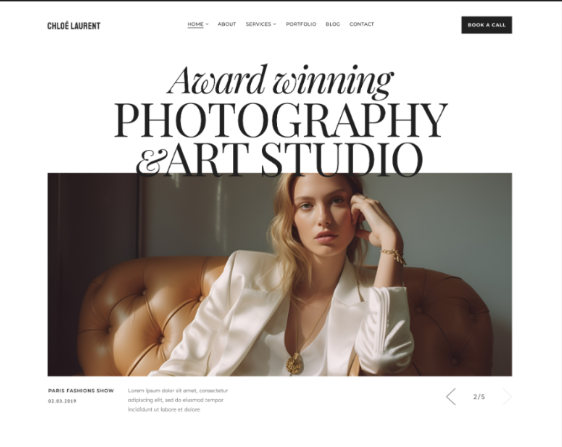 CHLOÉ LAURENT
HOME ABOUT SERVICES PORTFOLIO BLOG CONTACT
BOOK A CALL
Award winning
PHOTOGRAPHY
&ART STUDIO
PARIS FASHIONS SHOW
02.03.2019
Lorem ipsum dolor sit amet, consectetur
adipiscing elit, sed do eiusmod tempor
incididunt ut labore et dolore
2/5